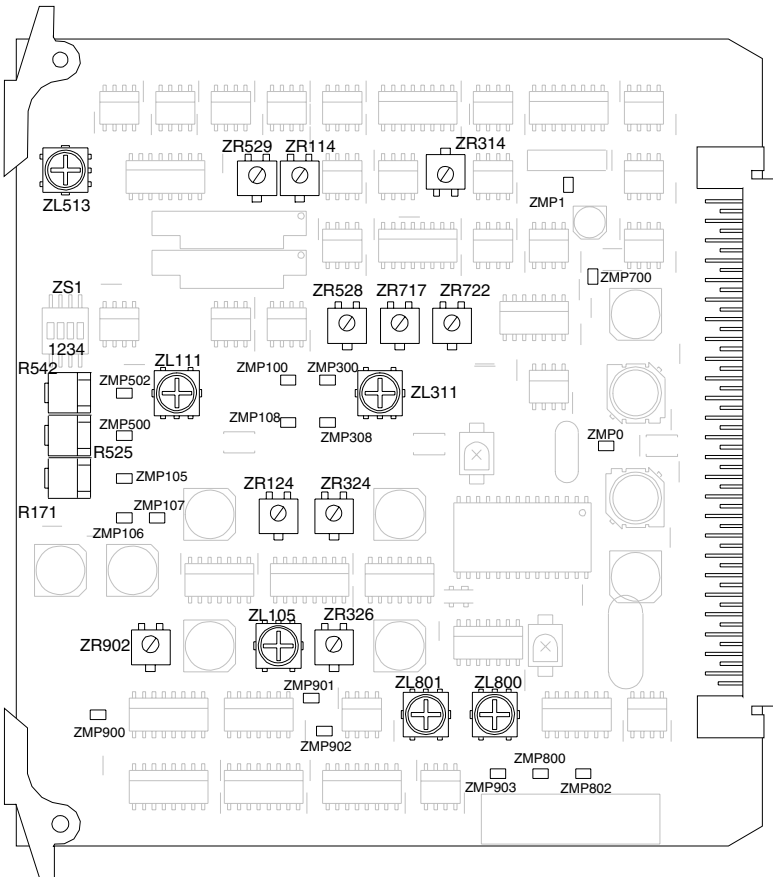 ZR529
ZR114
ZR314
ZL513
ZMP1
ZS1
ZMP700
ZR528
ZR717
ZR722
1234
R542
ZL111
ZMP502
ZMP100
ZMP300
ZL311
ZMP500
ZMP108
ZMP308
ZMP0
R525
ZMP105
ZR124
ZR324
R171
ZMP107
ZMP106
ZR902
ZL105
ZR326
ZMP901
ZL801
ZL800
ZMP900
ZMP902
ZMP800
ZMP903
ZMP802